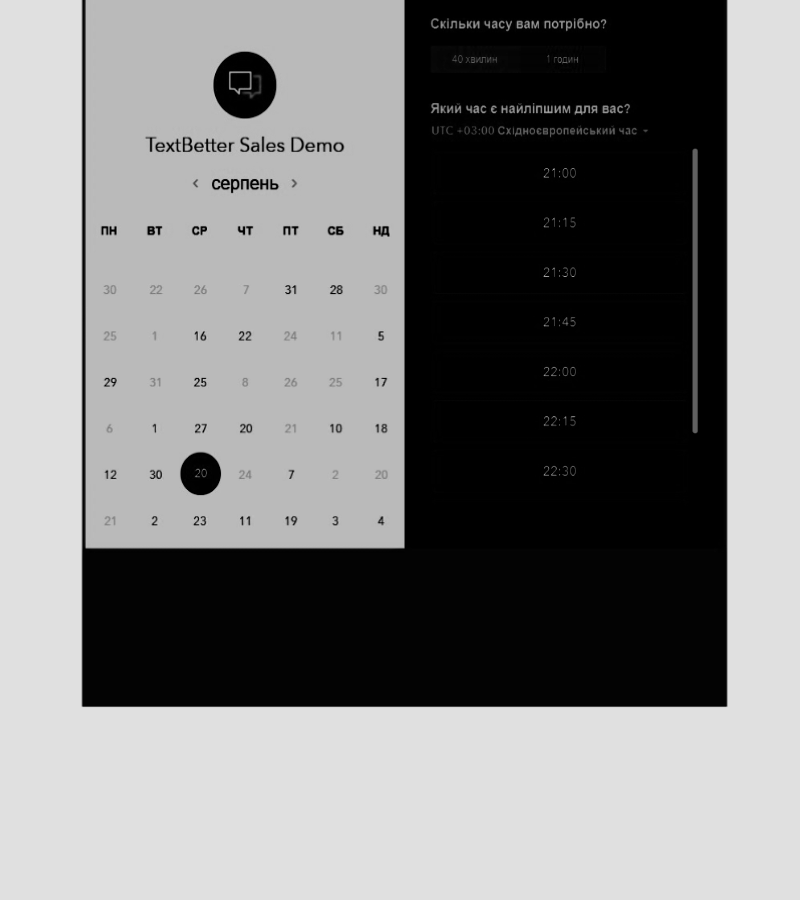 TextBetter Sales Demo
серпень
ПН ВТ СР ЧТ ПТ СБ НД
30 22 26 7 31 28 30
25 1 16 22 24 11 5
29 31 25 8 26 25 17
6 1 27 20 21 10 18
12 30 20 24 7 2 20
21 2 23 11 19 3 4
Скільки часу вам потрібно?
40 хвилин 1 годин
Який час є найліпшим для вас?
UTC +03:00 Східноєвропейський час
21:00
21:15
21:30
21:45
22:00
22:15
22:30